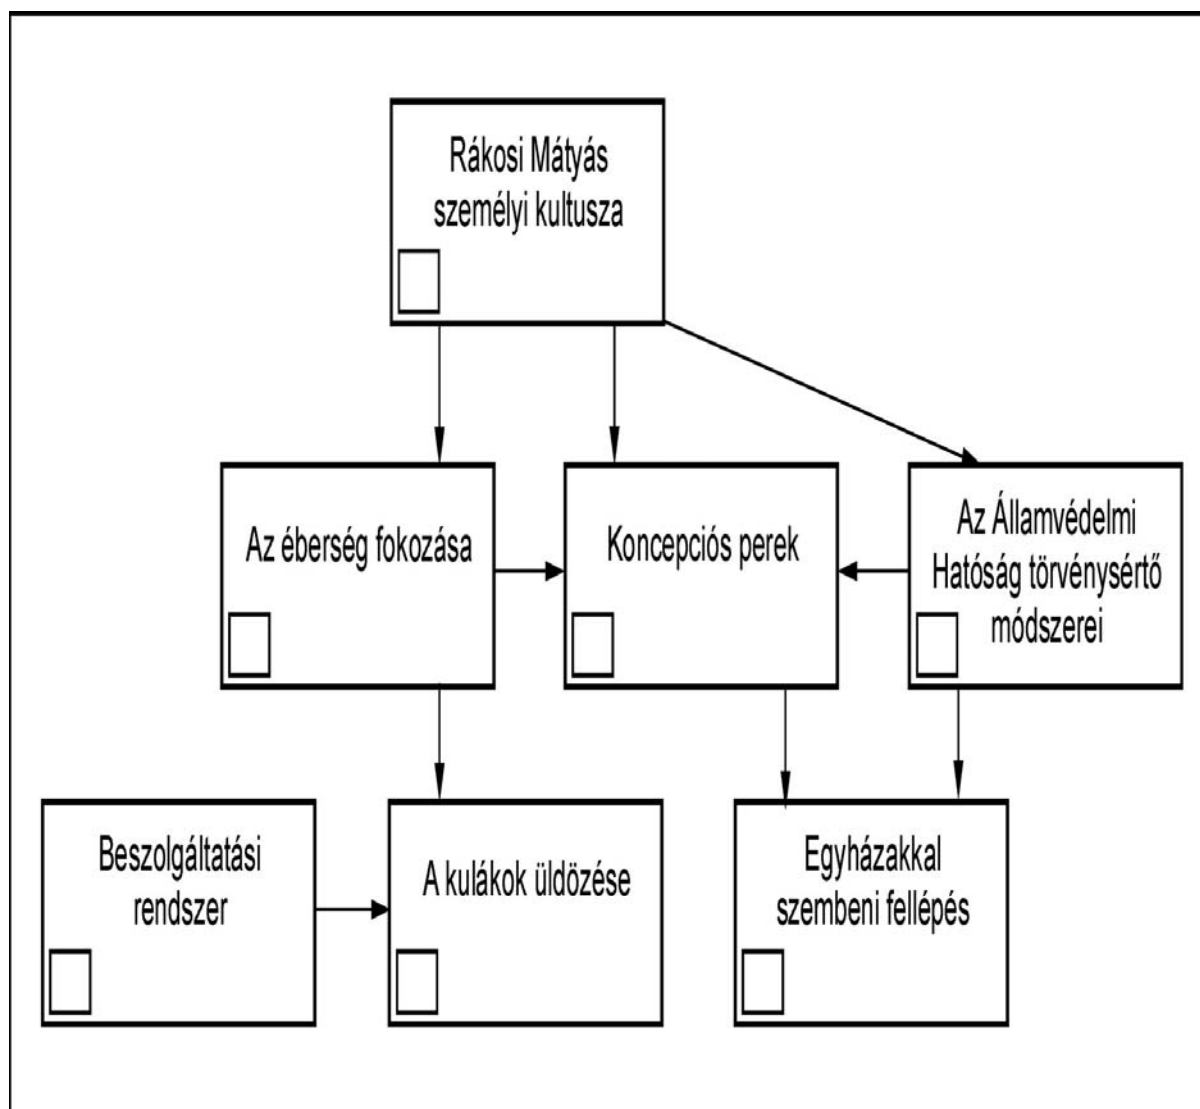 Rákosi Mátyás
személyi kultusza
Az éberség fokozása
Koncepciós perek
Az Államvédelmi
Hatóság törvénysértő
módszerei
Beszolgáltatási
rendszer
A kulákok üldözése
Egyházakkal
szembeni fellépés